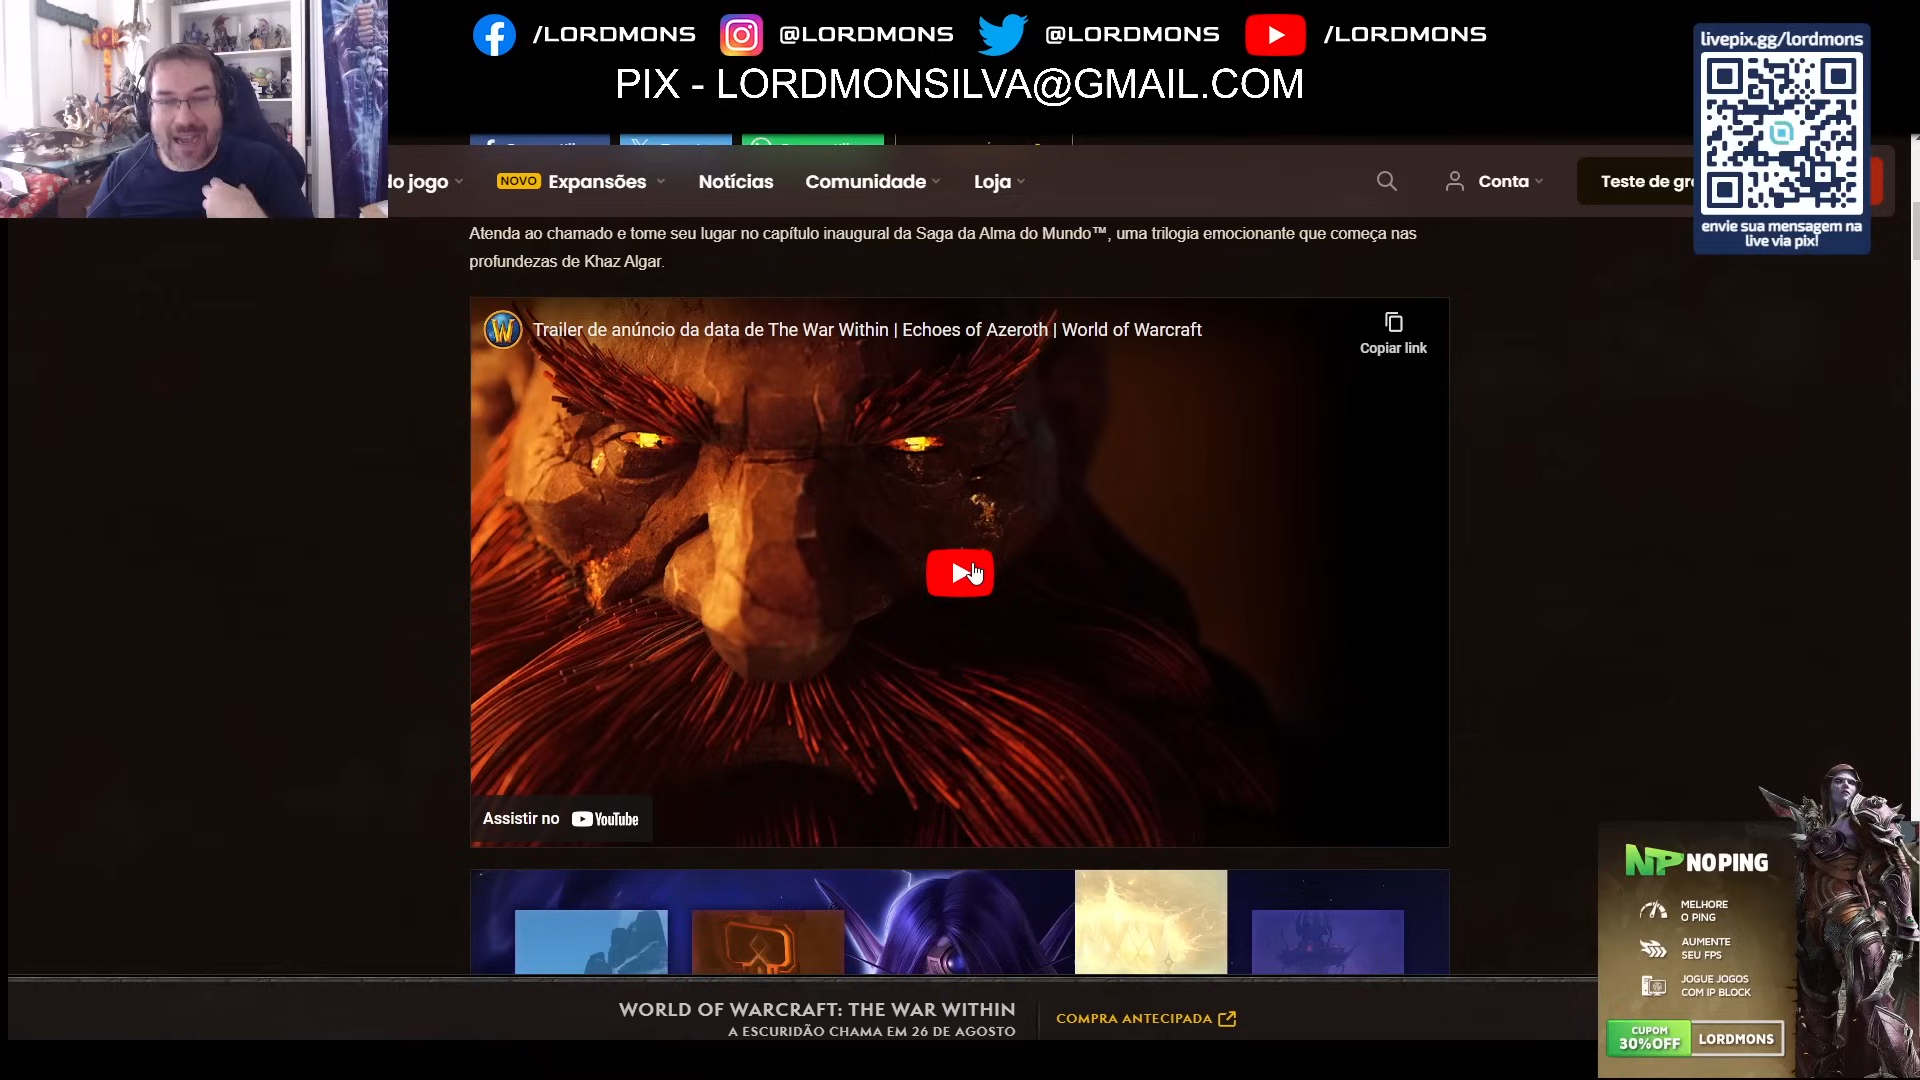 /LORDMONS
@LORDMONS
@LORDMONS
/LORDMONS
PIX - LORDMONSILVA@GMAIL.COM
livepix.gg/lordmons
envie sua mensagem na
live via pix!
do jogo
NOVO
Expansões
Notícias
Comunidade
Loja
Conta
Teste de gr
Atenda ao chamado e tome seu lugar no capítulo inaugural da Saga da Alma do Mundo™, uma trilogia emocionante que começa nas
profundezas de Khaz Algar.
Trailer de anúncio da data de The War Within | Echoes of Azeroth | World of Warcraft
Copiar link
Assistir no YouTube
NP NOPING
MELHORE
O PING
AUMENTE
SEU FPS
JOGUE JOGOS
COM IP BLOCK
CUPOM
30%OFF
LORDMONS
WORLD OF WARCRAFT: THE WAR WITHIN
A ESCURIDÃO CHAMA EM 26 DE AGOSTO
COMPRA ANTECIPADA